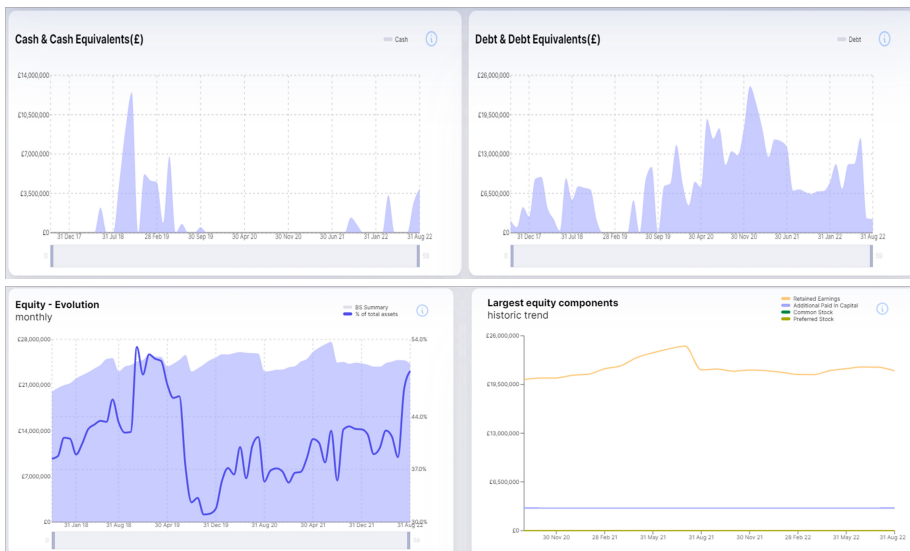 Cash & Cash Equivalents(£)
Cash
£14,000,000
£10,500,000
£7,000,000
£3,500,000
£0
31 Dec 17 31 Jul 18 28 Feb 19 30 Sep 19 30 Apr 20 30 Nov 20 30 Jun 21 31 Jan 22 31 Aug 22
Debt & Debt Equivalents(£)
Debt
£26,000,000
£19,500,000
£13,000,000
£6,500,000
£0
31 Dec 17 31 Jul 18 28 Feb 19 30 Sep 19 30 Apr 20 30 Nov 20 30 Jun 21 31 Jan 22 31 Aug 22
Equity - Evolution
monthly
BS Summary
% of total assets
£28,000,000
£21,000,000
£14,000,000
£7,000,000
£0
54.0%
44.0%
37.0%
30.0%
31 Jan 18 31 Aug 18 30 Apr 19 31 Dec 19 31 Aug 20 30 Apr 21 31 Dec 21 31 Aug 22
Largest equity components
historic trend
Retained Earnings
Additional Paid in Capital
Common Stock
Preferred Stock
£26,000,000
£19,500,000
£13,000,000
£6,500,000
£0
30 Nov 20 28 Feb 21 31 May 21 31 Aug 21 30 Nov 21 28 Feb 22 31 May 22 31 Aug 22